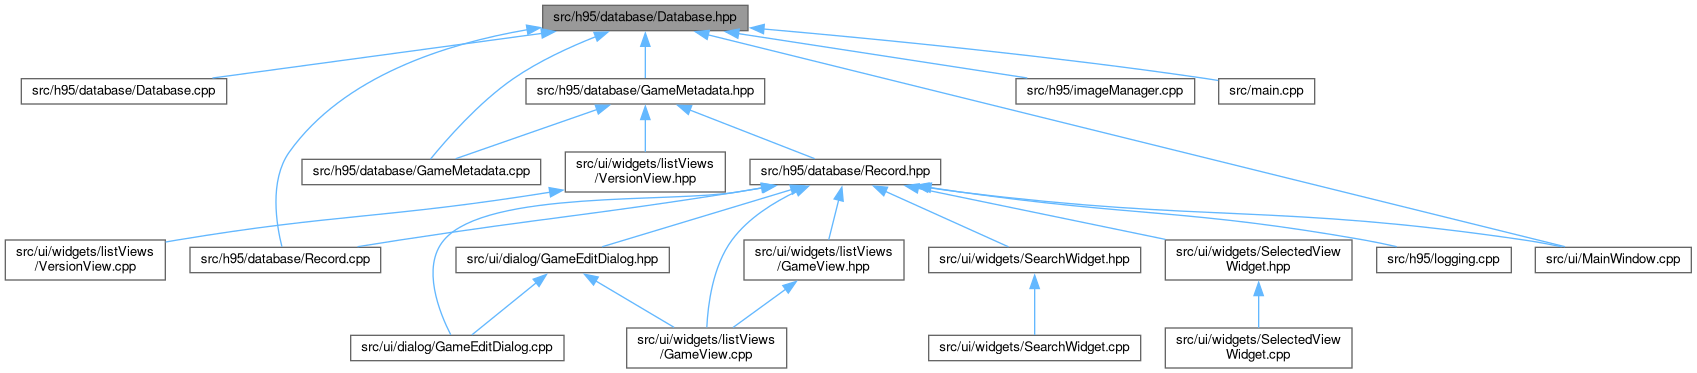 src/h95/database/Database.hpp
src/h95/database/Database.cpp
src/h95/database/GameMetadata.hpp
src/h95/imageManager.cpp
src/main.cpp
src/h95/database/GameMetadata.cpp
src/ui/widgets/listViews
/VersionView.hpp
src/h95/database/Record.hpp
src/ui/widgets/listViews
/VersionView.cpp
src/h95/database/Record.cpp
src/ui/dialog/GameEditDialog.hpp
src/ui/widgets/listViews
/GameView.hpp
src/ui/widgets/SearchWidget.hpp
src/ui/widgets/SelectedView
Widget.hpp
src/h95/logging.cpp
src/ui/MainWindow.cpp
src/ui/dialog/GameEditDialog.cpp
src/ui/widgets/listViews
/GameView.cpp
src/ui/widgets/SearchWidget.cpp
src/ui/widgets/SelectedView
Widget.cpp